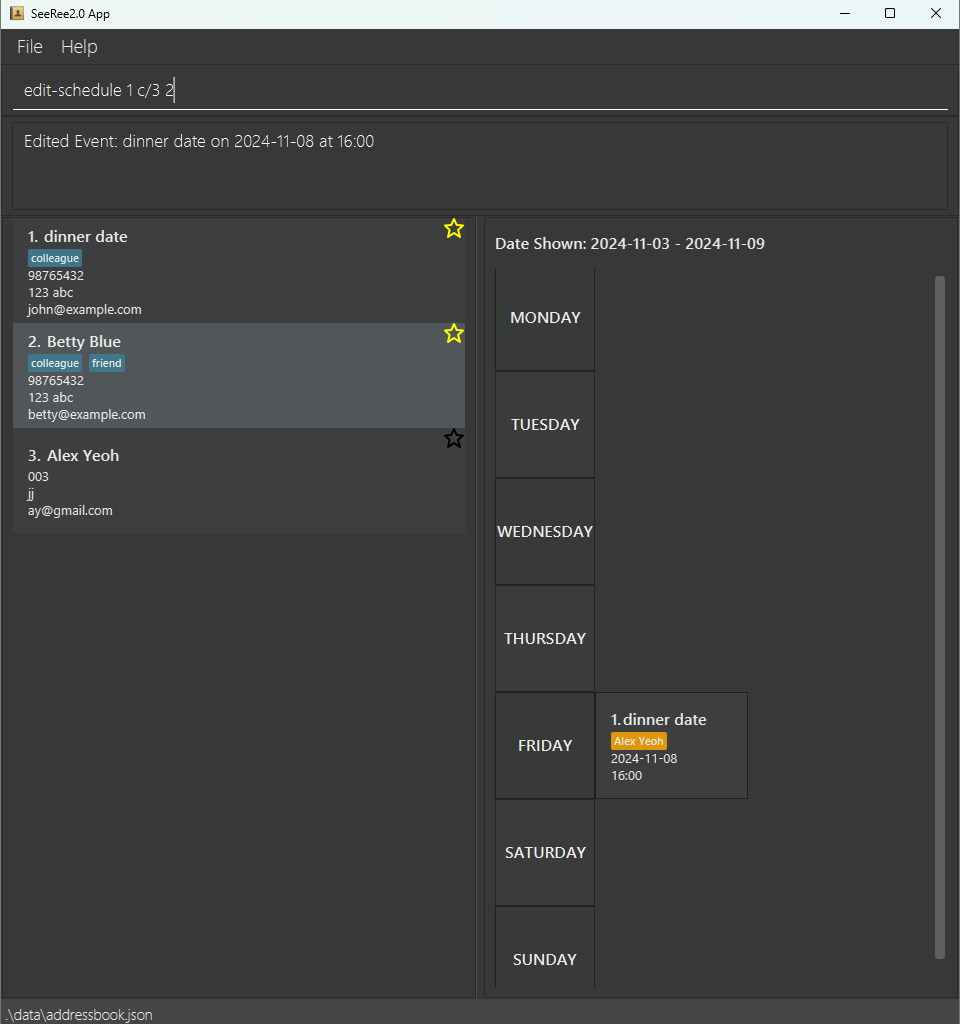 SeeRee2.0 App
File Help
edit-schedule 1 c/3 2
Edited Event: dinner date on 2024-11-08 at 16:00
1. dinner date
colleague
98765432
123 abc
john@example.com
2. Betty Blue
colleague friend
98765432
123 abc
betty@example.com
3. Alex Yeoh
003
jj
ay@gmail.com
Date Shown: 2024-11-03 - 2024-11-09
MONDAY
TUESDAY
WEDNESDAY
THURSDAY
FRIDAY
1. dinner date
Alex Yeoh
2024-11-08
16:00
SATURDAY
SUNDAY
.\data\addressbook.json